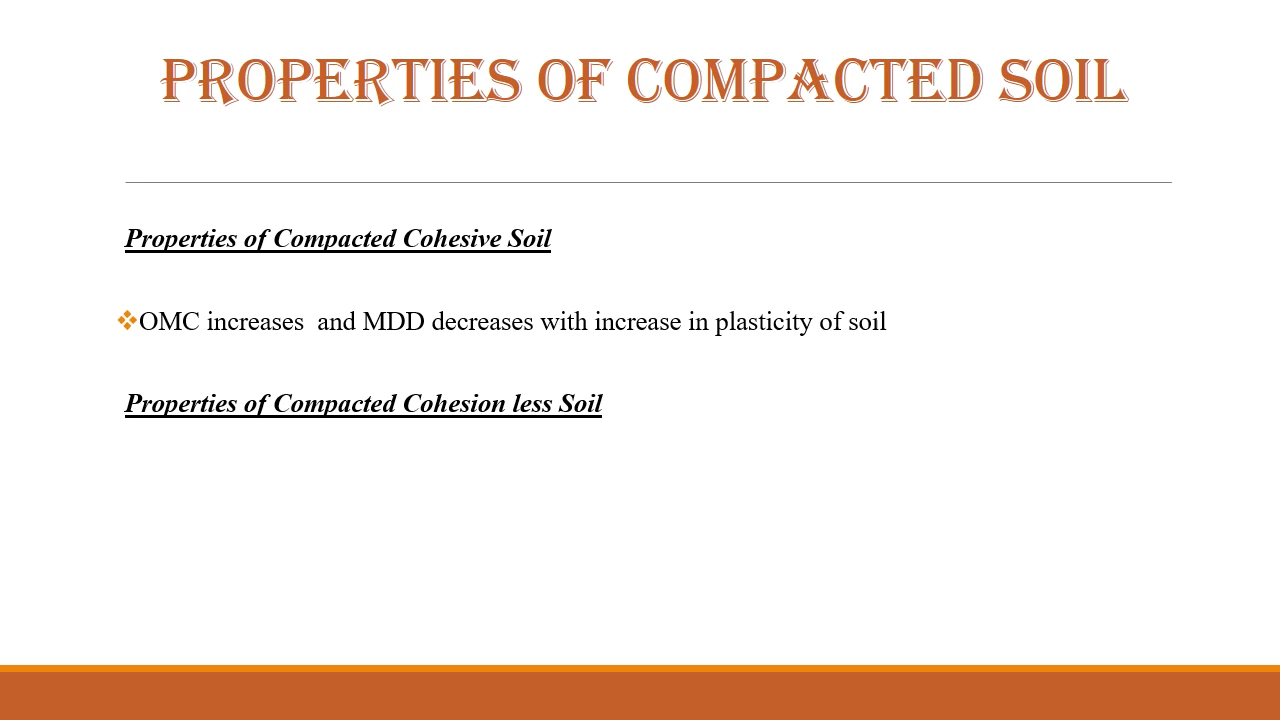 PROPERTIES OF COMPACTED SOIL
Properties of Compacted Cohesive Soil
❖OMC increases  and MDD decreases with increase in plasticity of soil
Properties of Compacted Cohesion less Soil